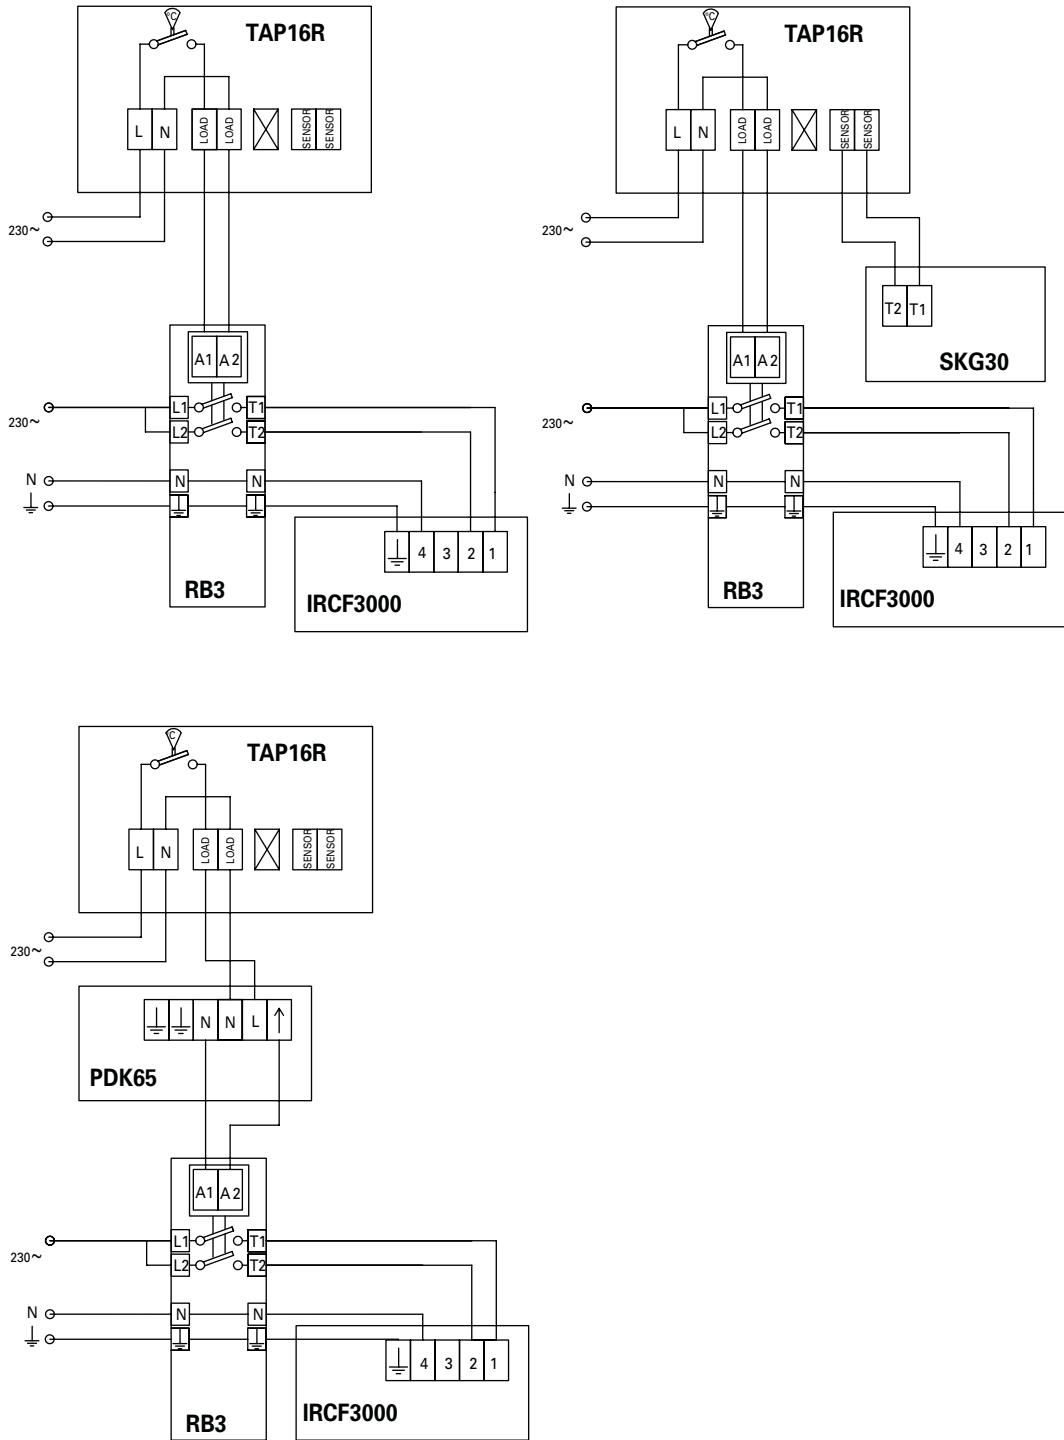 °C
TAP16R
L N LOAD LOAD SENSOR SENSOR
230~
A1 A2
230~
L1 T1
L2 T2
N N N
4 3 2 1
RB3
IRCF3000
°C
TAP16R
L N LOAD LOAD SENSOR SENSOR
230~
T2 T1
SKG30
A1 A2
230~
L1 T1
L2 T2
N N N
4 3 2 1
RB3
IRCF3000
C
TAP16R
L N LOAD LOAD SENSOR SENSOR
230~
N N L
PDK65
A1 A2
230~
L1 T1
L2 T2
N N N
4 3 2 1
RB3
IRCF3000